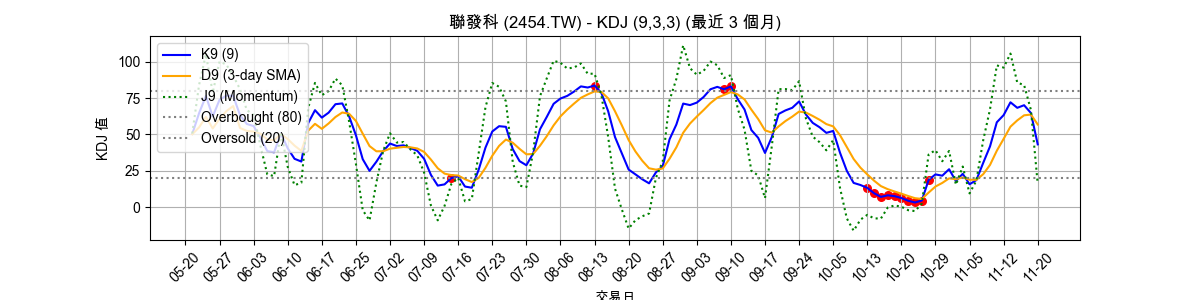 聯發科 (2454.TW) - KDJ (9,3,3) (最近 3 個月)
KDJ 值
100
75
50
25
0
K9 (9)
D9 (3-day SMA)
J9 (Momentum)
Overbought (80)
Oversold (20)
05-20 05-27 06-03 06-10 06-17 06-25 07-02 07-09 07-16 07-23 07-30 08-06 08-13 08-20 08-27 09-03 09-10 09-17 09-24 10-05 10-13 10-20 10-29 11-05 11-12 11-20
交易日